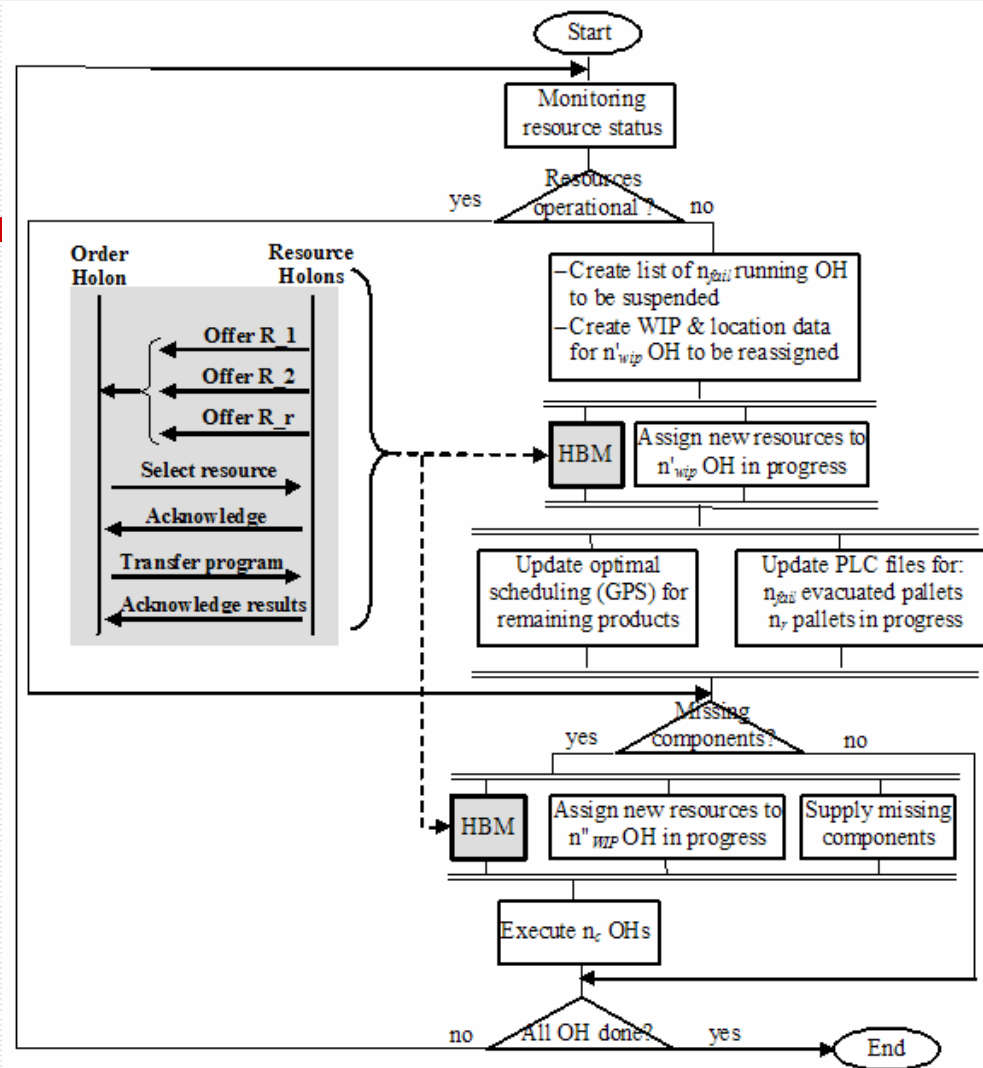 Start
Monitoring
resource status
Resources
operational ?
yes
no
Order
Holon
Resource
Holons
Offer R_1
Offer R_2
Offer R_r
Select resource
Acknowledge
Transfer program
Acknowledge results
–Create list of nfail running OH
to be suspended
–Create WIP & location data
for n'wip OH to be reassigned
HBM
Assign new resources to
n'wip OH in progress
Update optimal
scheduling (GPS) for
remaining products
Update PLC files for:
nfail evacuated pallets
nr pallets in progress
Missing
components?
yes
no
HBM
Assign new resources to
n"WIP OH in progress
Supply missing
components
Execute nc OHs
All OH done?
no
yes
End